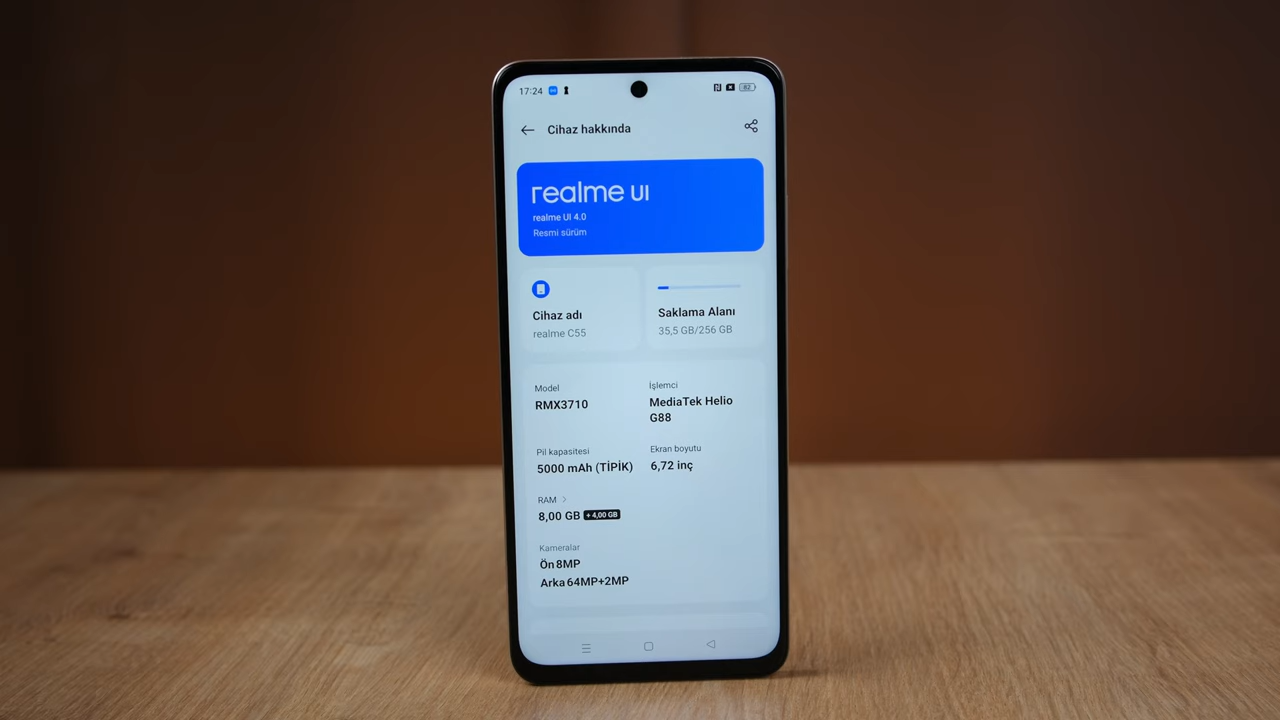 17:24
82
Cihaz hakkında
realme UI
realme UI 4.0
Resmi sürüm
Cihaz adı
realme C55
Saklama Alanı
35,5 GB/256 GB
Model
RMX3710
İşlemci
MediaTek Helio
G88
Pil kapasitesi
5000 mAh (TİPİK)
Ekran boyutu
6,72 inç
RAM
8,00 GB + 4,00 GB
Kameralar
Ön 8MP
Arka 64MP+2MP